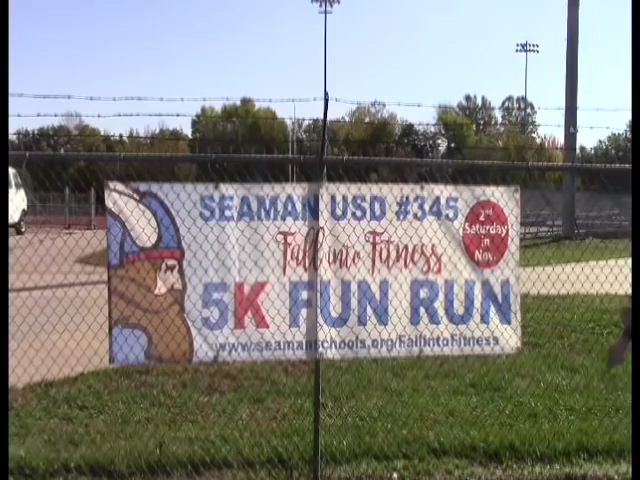 SEAMAN USD #345
2nd
Saturday
in
Nov.
Fall into Fitness
5K FUN RUN
www.seamanschools.org/FallIntoFitness